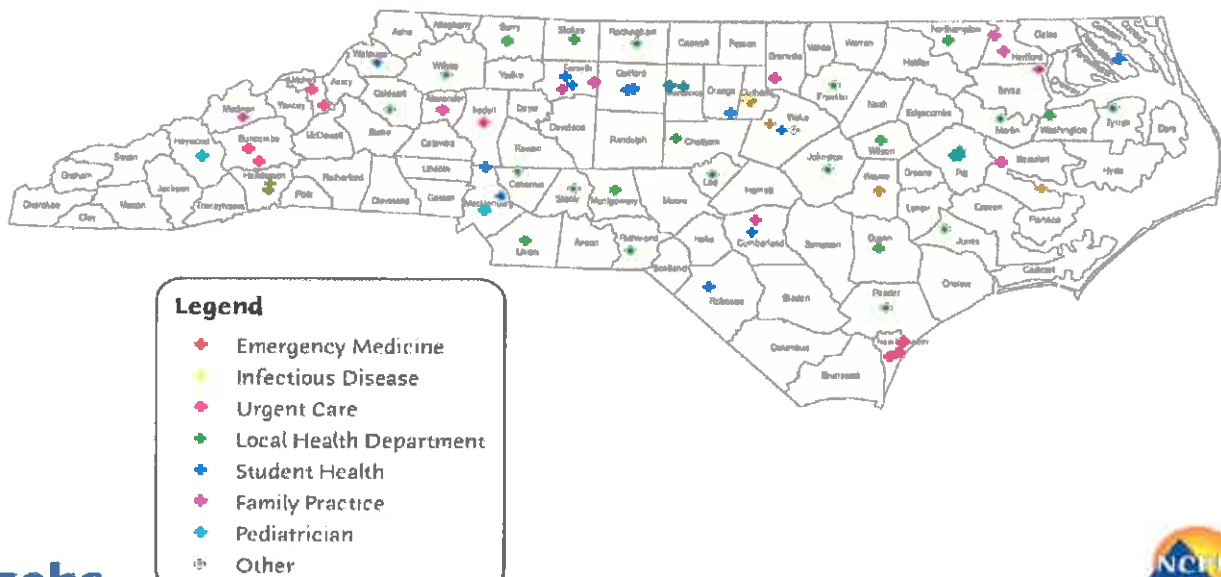 Ashe
Alleghany
Surry
Stokes
Rockingham
Caswell
Person
Granville
Vance
Warren
Northampton
Gates
Hertford
Halifax
Bertie
Watauga
Wilkes
Yadkin
Forsyth
Guilford
Orange
Durham
Franklin
Nash
Edgecombe
Martin
Washington
Tyrrell
Dare
Avery
Caldwell
Alexander
Iredell
Davie
Davidson
Randolph
Chatham
Wake
Wilson
Pitt
Beaufort
Hyde
Madison
Yancey
McDowell
Burke
Catawba
Rowan
Johnston
Greene
Wayne
Haywood
Buncombe
Swain
Graham
Jackson
Henderson
Rutherford
Lincoln
Cabarrus
Stanly
Montgomery
Moore
Lee
Harnett
Lenoir
Craven
Pamlico
Cherokee
Clay
Macon
Transylvania
Polk
Cleveland
Gaston
Mecklenburg
Union
Anson
Richmond
Hoke
Cumberland
Sampson
Duplin
Jones
Carteret
Scotland
Robeson
Bladen
Pender
Onslow
Columbus
Brunswick
Legend
Emergency Medicine
Infectious Disease
Urgent Care
Local Health Department
Student Health
Family Practice
Pediatrician
Other